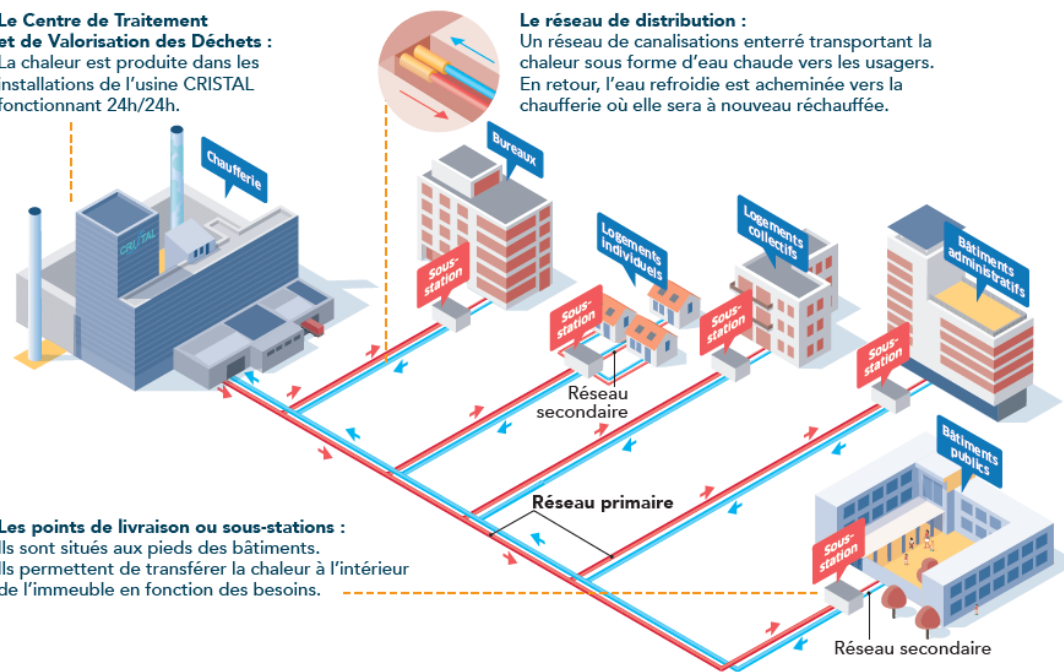 Le Centre de Traitement
et de Valorisation des Déchets :
La chaleur est produite dans les
installations de l'usine CRISTAL
fonctionnant 24h/24h.
Le réseau de distribution :
Un réseau de canalisations enterré transportant la
chaleur sous forme d'eau chaude vers les usagers.
En retour, l'eau refroidie est acheminée vers la
chaufferie où elle sera à nouveau réchauffée.
Chaufferie
CRISTAL
Bureaux
Sous-
station
Logements
individuels
Sous-
station
Réseau
secondaire
Logements
collectifs
Sous-
station
Bâtiments
administratifs
Sous-
station
Bâtiments
publics
Sous-
station
Réseau secondaire
Réseau primaire
Les points de livraison ou sous-stations :
Ils sont situés aux pieds des bâtiments.
Ils permettent de transférer la chaleur à l'intérieur
de l'immeuble en fonction des besoins.